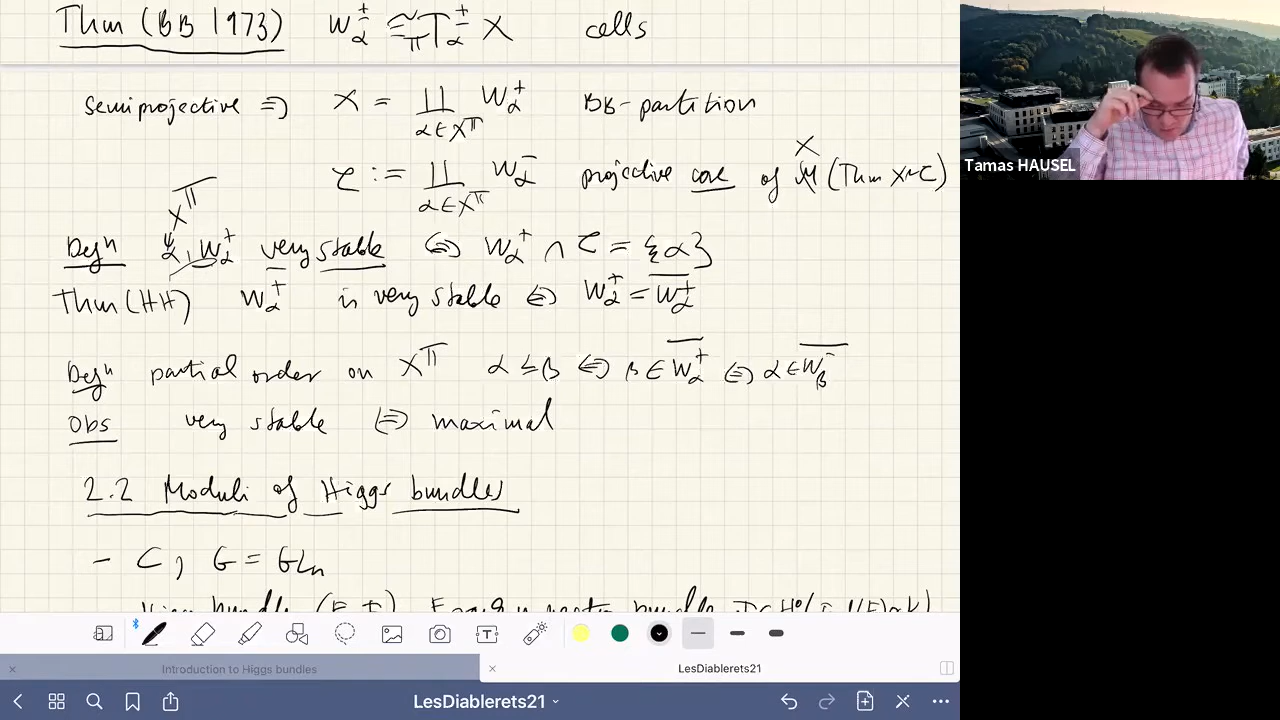 Thm (BB 1973) W_α^± ≅_π T_α^± X cells
semiprojective ⇒ X = ∐_{α∈X^π} W_α^+ BB-partition
τ := ∐_{α∈X^π} W_α^- projective core of M X (Thm X~τ)
X^π
Defn α, W_α^+ very stable ⇔ W_α^+ ∩ τ = {α}
Thm (HH) W_α^+ is very stable ⇔ W_α^+ = \overline{W_α^+}
Defn partial order on X^π α ≤ β ⇔ β ∈ \overline{W_α^+} ⇔ α ∈ \overline{W_β^-}
Obs very stable ⇔ maximal
2.2 Moduli of Higgs bundles
- C, G = GLn
Tamas HAUSEL
T
Introduction to Higgs bundles
LesDiablerets21
LesDiablerets21